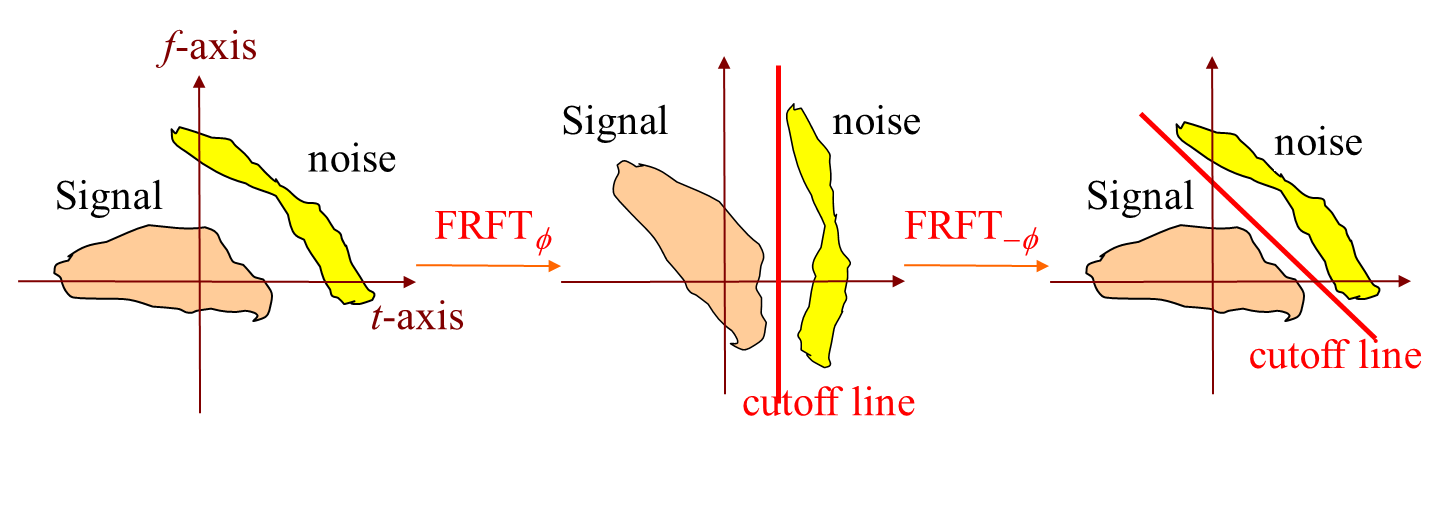 f-axis
noise
Signal
t-axis
FRFTϕ
Signal
noise
cutoff line
FRFT−ϕ
noise
Signal
cutoff line